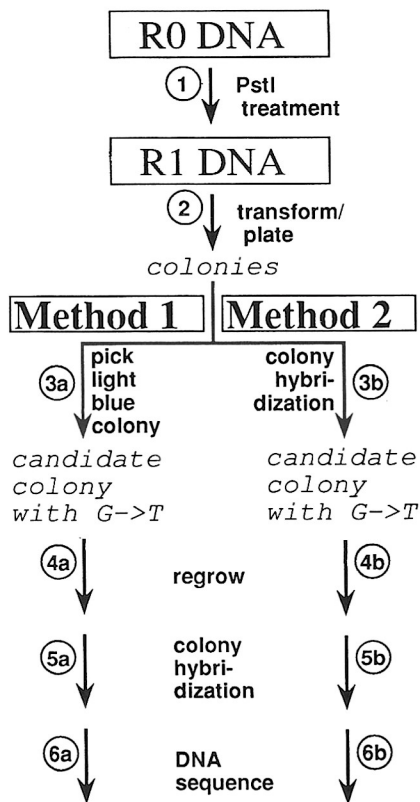 R0 DNA
1 PstI
treatment
R1 DNA
2 transform/
plate
colonies
Method 1 Method 2
3a pick
light
blue
colony
colony
hybri-
dization 3b
candidate
colony
with G->T
candidate
colony
with G->T
4a regrow 4b
5a colony
hybri-
dization 5b
6a DNA
sequence 6b